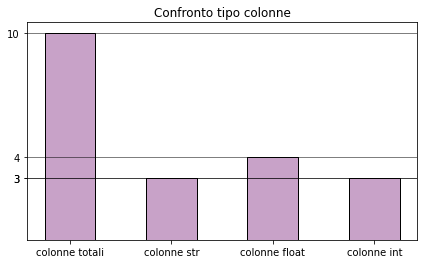 Confronto tipo colonne
10
4
3
colonne totali
colonne str
colonne float
colonne int